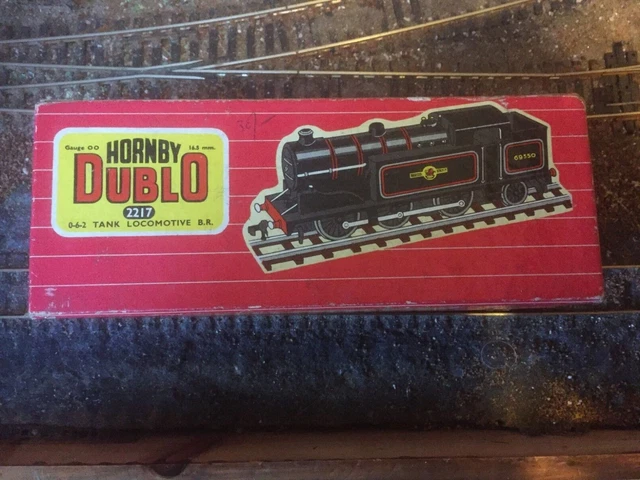 Gauge OO HORNBY 16.5 mm.
DUBLO
2217
0-6-2 TANK LOCOMOTIVE B.R.
69550